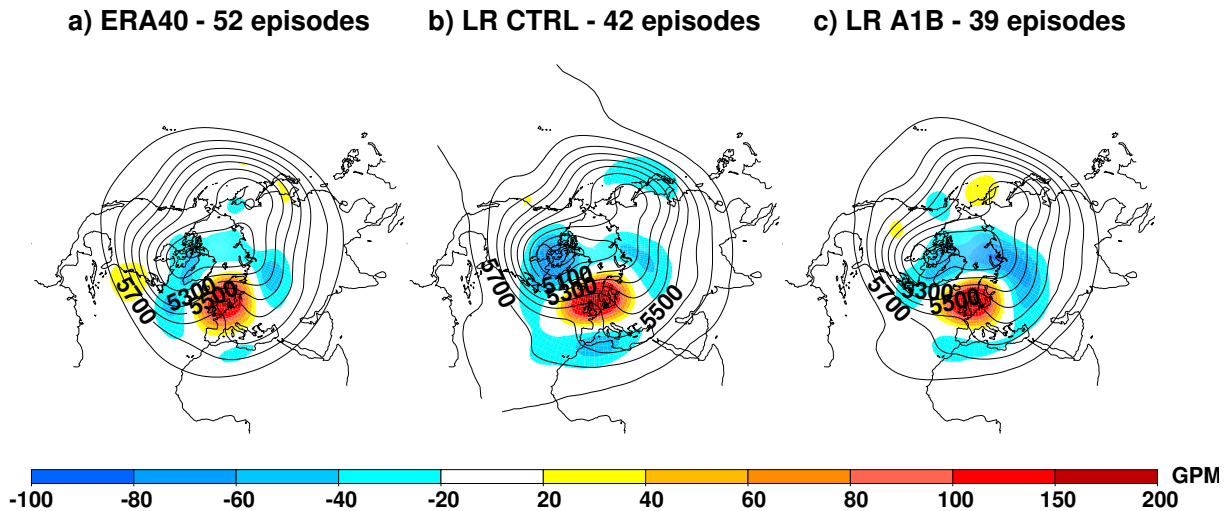 a) ERA40 - 52 episodes b) LR CTRL - 42 episodes c) LR A1B - 39 episodes
5700 5300 5500
5700 5100 5300 5500
5700 5300 5500
GPM
-100 -80 -60 -40 -20 20 40 60 80 100 150 200